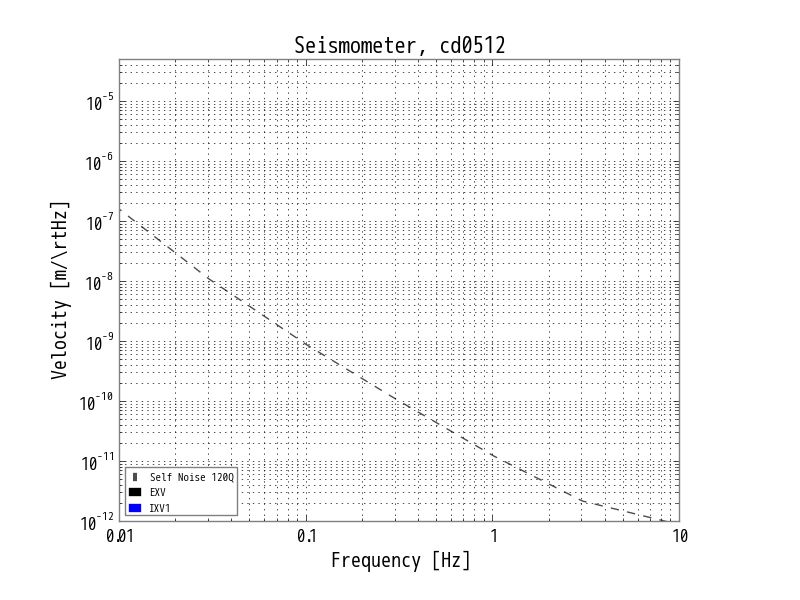 Seismometer, cd0512
Velocity [m/\rtHz]
10-5
10-6
10-7
10-8
10-9
10-10
10-11
10-12
Self Noise 120Q
EXV
IXV1
0.01 0.1 1 10
Frequency [Hz]